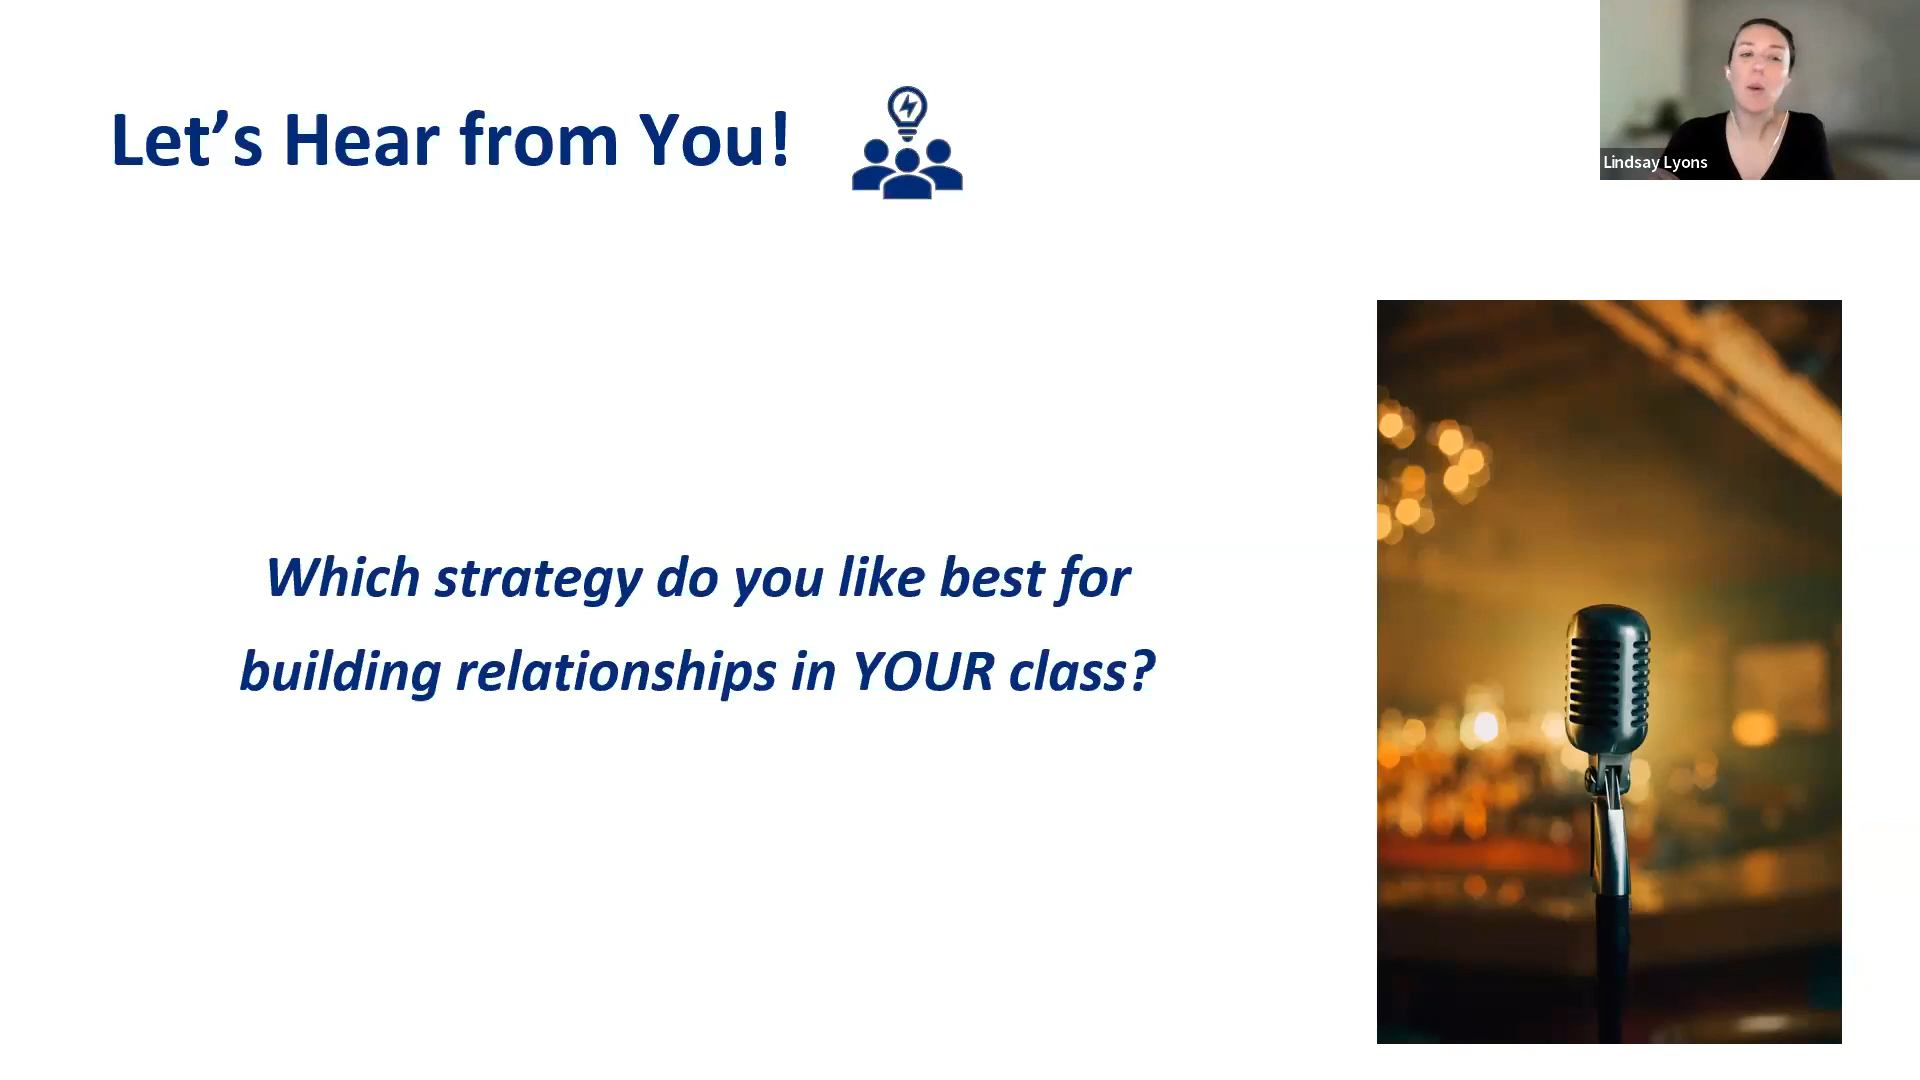 Let’s Hear from You!
Lindsay Lyons
Which strategy do you like best for
building relationships in YOUR class?